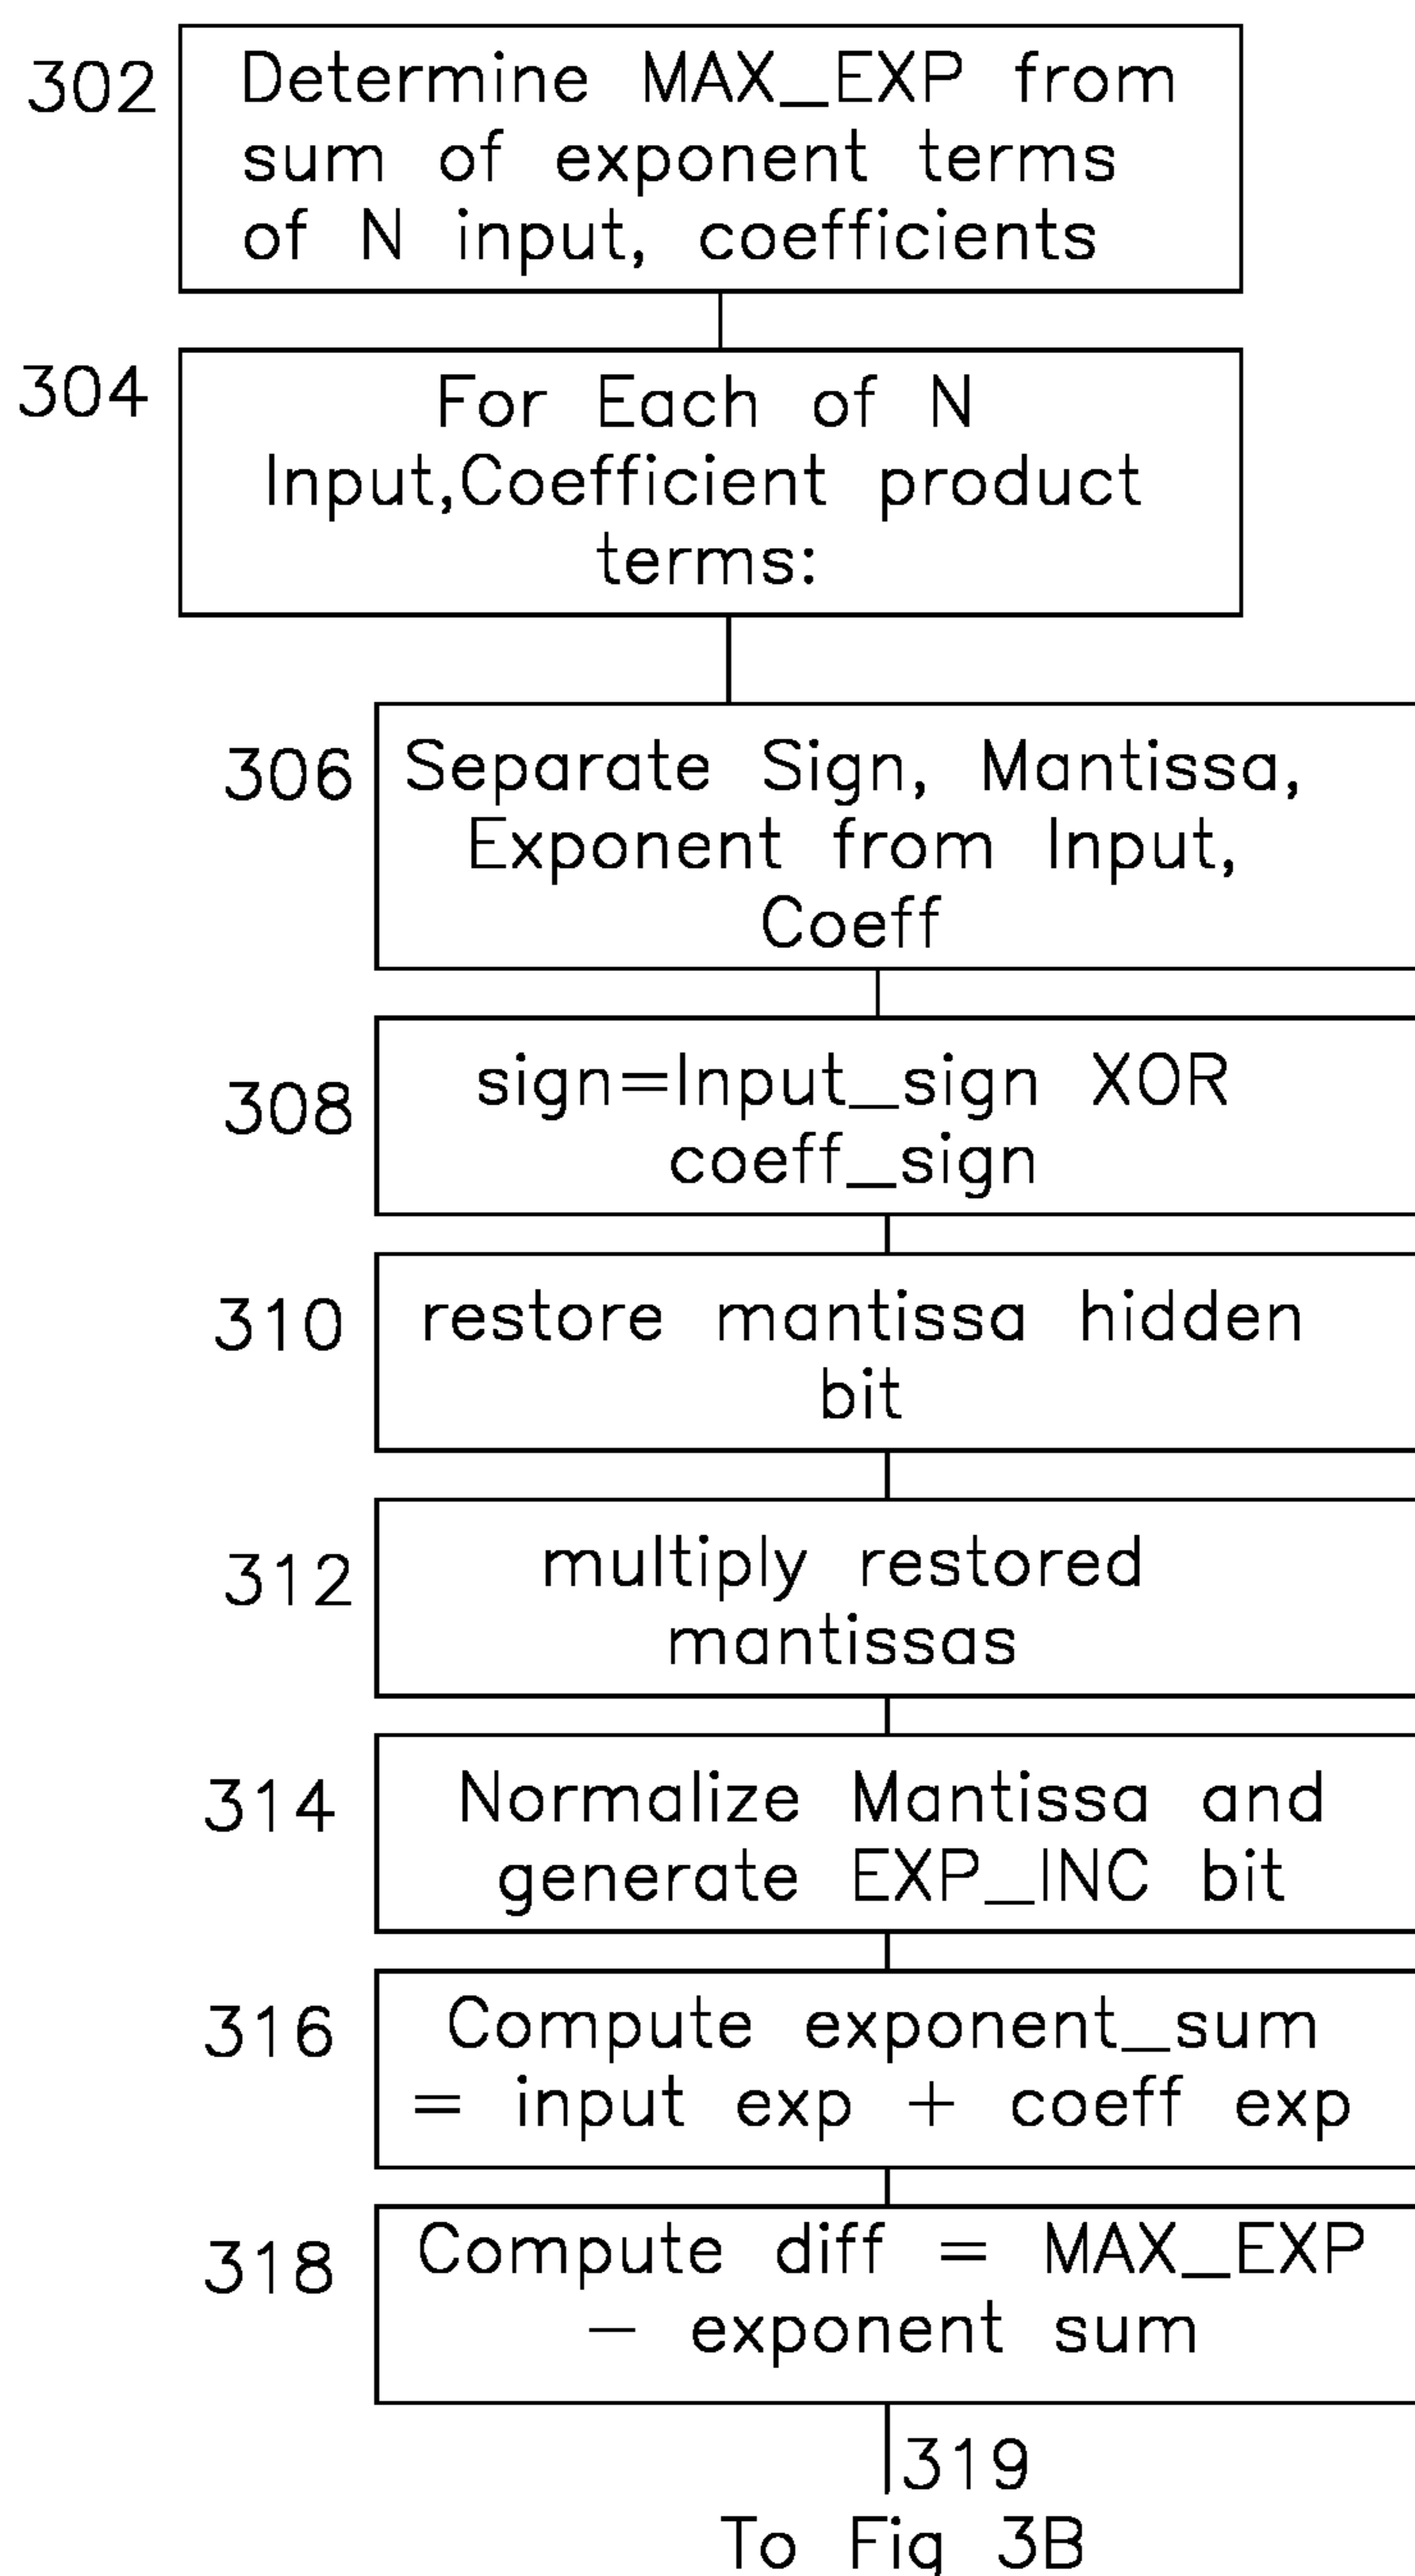 302
Determine MAX_EXP from
sum of exponent terms
of N input, coefficients
304
For Each of N
Input,Coefficient product
terms:
306
Separate Sign, Mantissa,
Exponent from Input,
Coeff
308
sign=Input_sign XOR
coeff_sign
310
restore mantissa hidden
bit
312
multiply restored
mantissas
314
Normalize Mantissa and
generate EXP_INC bit
316
Compute exponent_sum
= input exp + coeff exp
318
Compute diff = MAX_EXP
– exponent sum
319
To Fig 3B